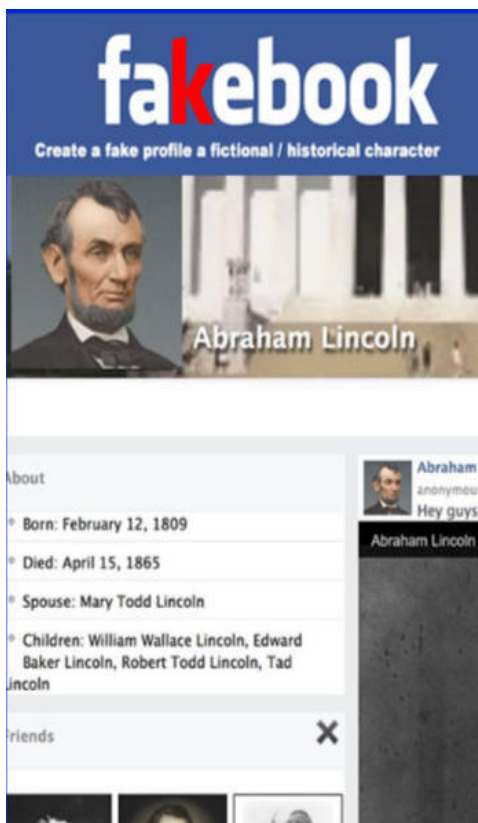 fakebook
Create a fake profile a fictional / historical character
Abraham Lincoln
About
Born: February 12, 1809
Died: April 15, 1865
Spouse: Mary Todd Lincoln
Children: William Wallace Lincoln, Edward
Baker Lincoln, Robert Todd Lincoln, Tad
Lincoln
Friends
Abraham
anonymou
Hey guys
Abraham Lincoln